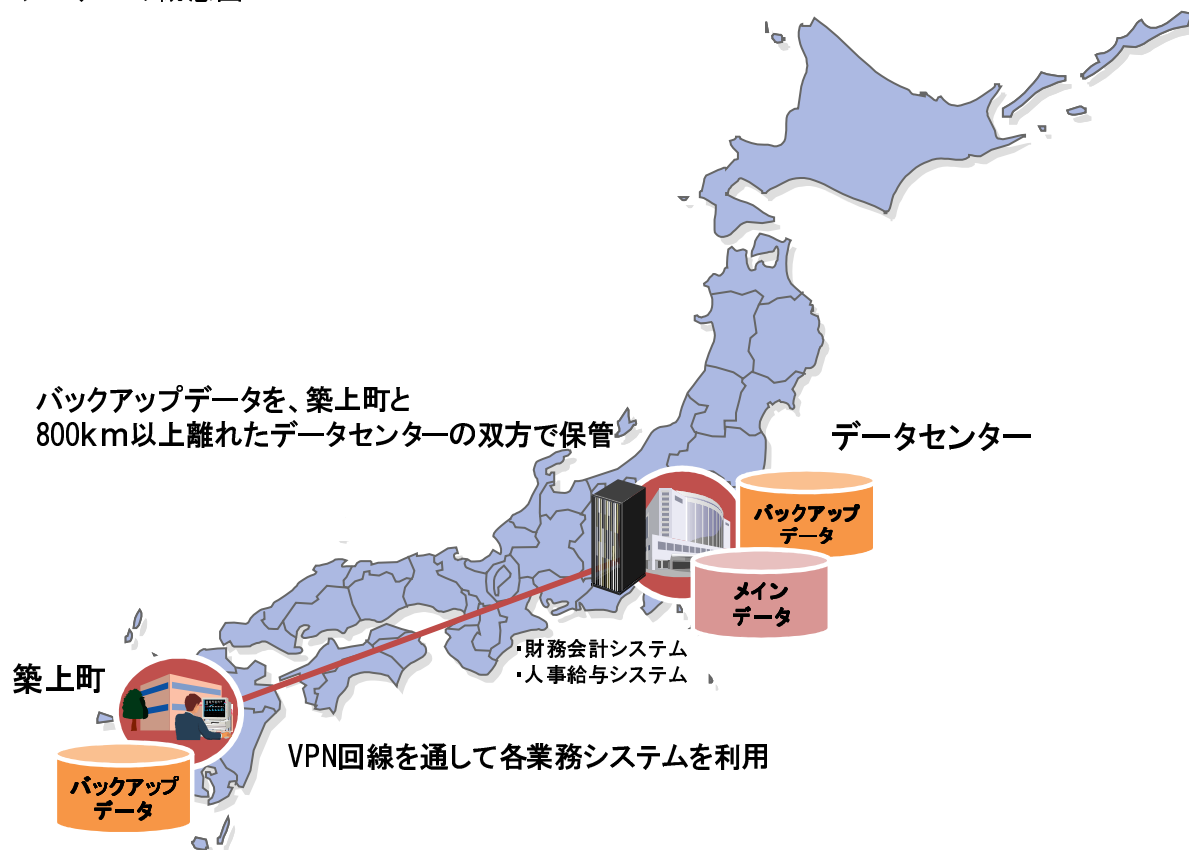 バックアップデータを、築上町と
800km以上離れたデータセンターの双方で保管
データセンター
バックアップ
データ
メイン
データ
・財務会計システム
・人事給与システム
築上町
VPN回線を通して各業務システムを利用
バックアップ
データ